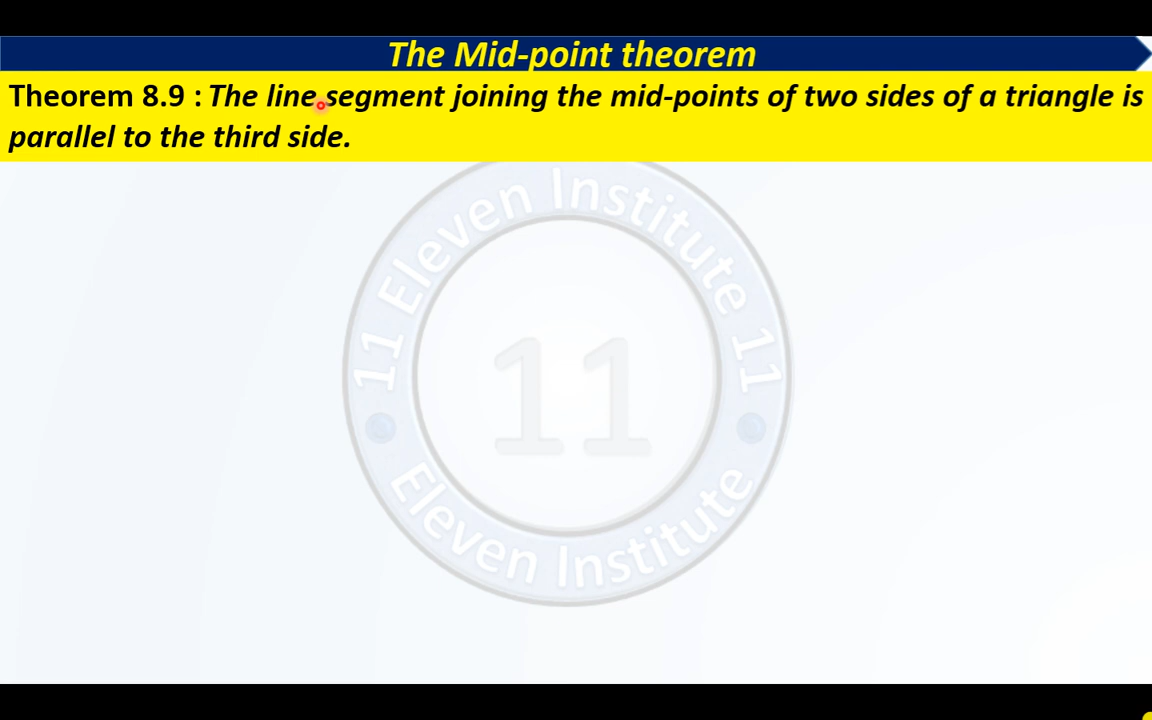 The Mid-point theorem
Theorem 8.9 : The line segment joining the mid-points of two sides of a triangle is
parallel to the third side.
11 Eleven Institute 11
11
Eleven Institute